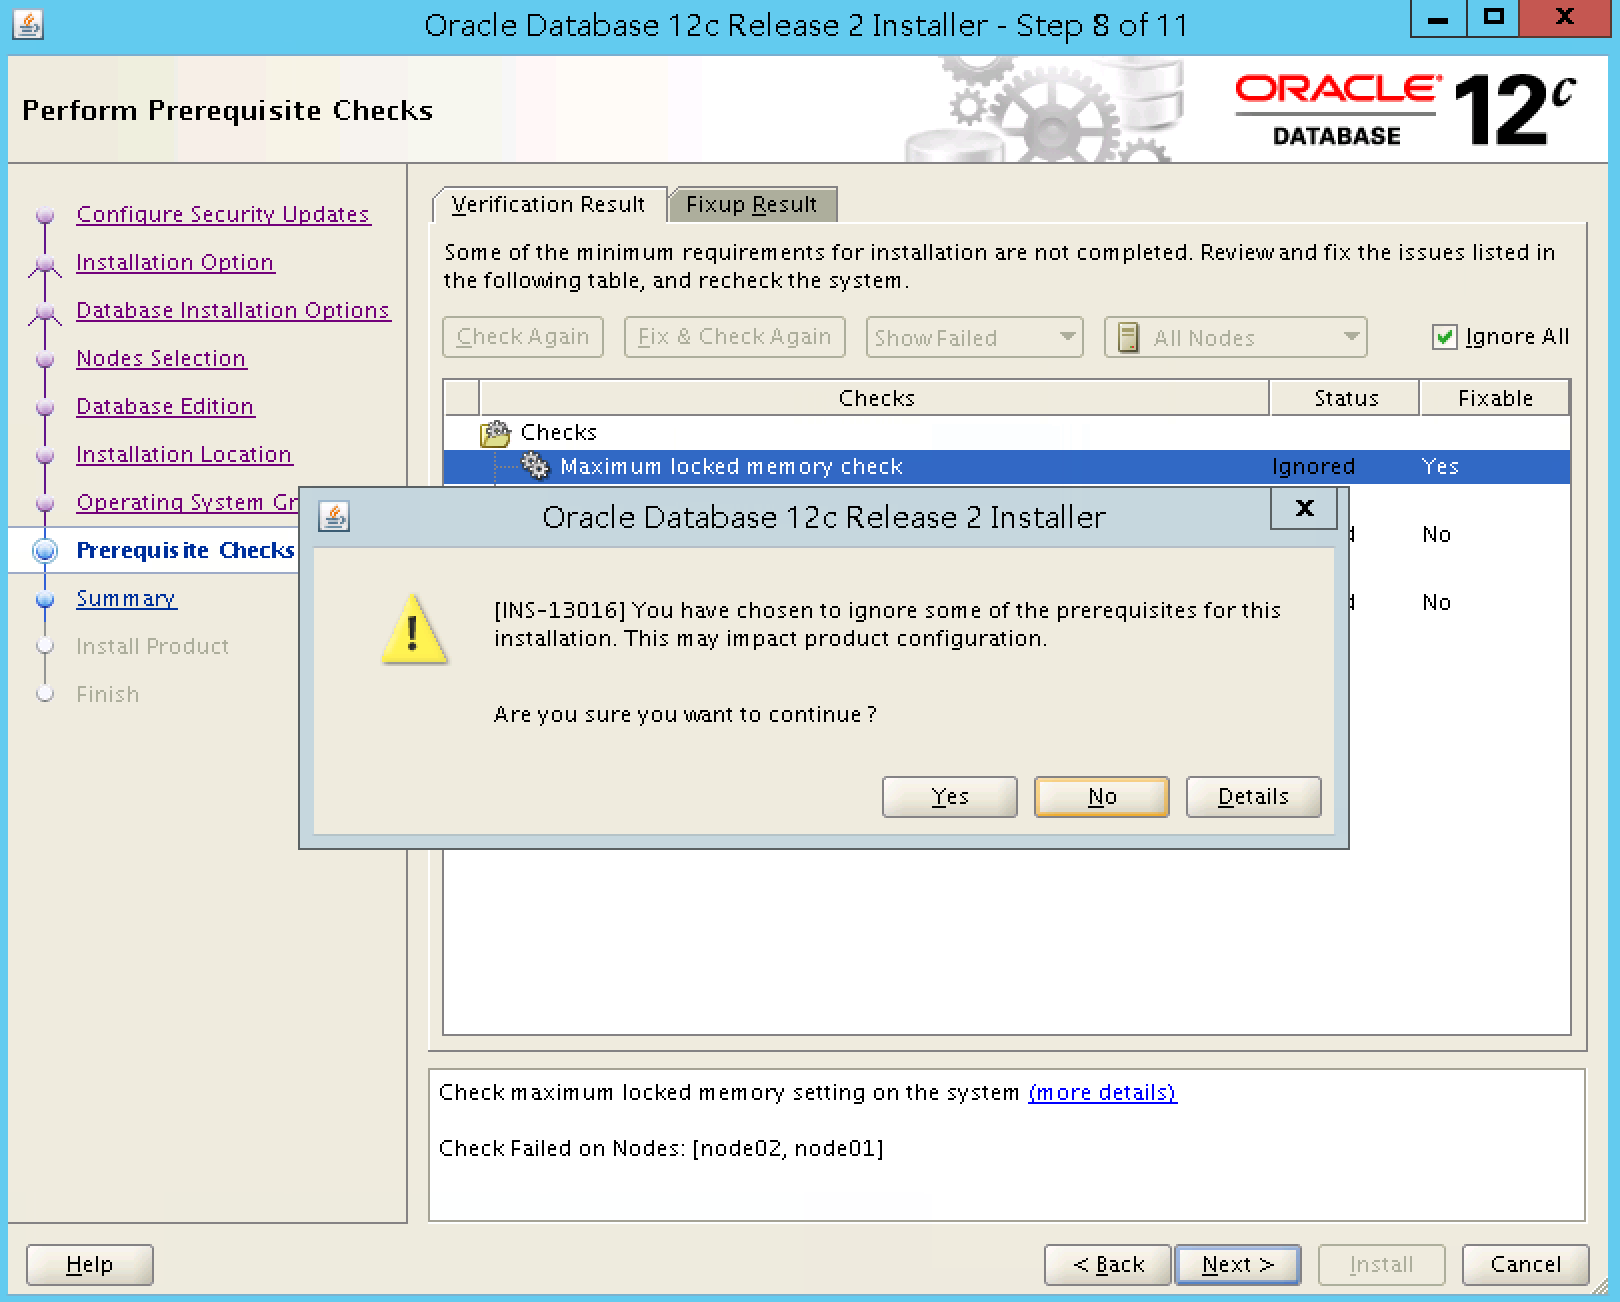 Oracle Database 12c Release 2 Installer - Step 8 of 11
Perform Prerequisite Checks
ORACLE® 12c
DATABASE
Configure Security Updates
Installation Option
Database Installation Options
Nodes Selection
Database Edition
Installation Location
Operating System Gr
Prerequisite Checks
Summary
Install Product
Finish
Verification Result Fixup Result
Some of the minimum requirements for installation are not completed. Review and fix the issues listed in
the following table, and recheck the system.
Check Again Fix & Check Again Show Failed All Nodes Ignore All
Checks Status Fixable
Checks
Maximum locked memory check Ignored Yes
No
No
Oracle Database 12c Release 2 Installer
[INS-13016] You have chosen to ignore some of the prerequisites for this
installation. This may impact product configuration.
Are you sure you want to continue?
Yes No Details
Check maximum locked memory setting on the system (more details)
Check Failed on Nodes: [node02, node01]
Help < Back Next > Install Cancel